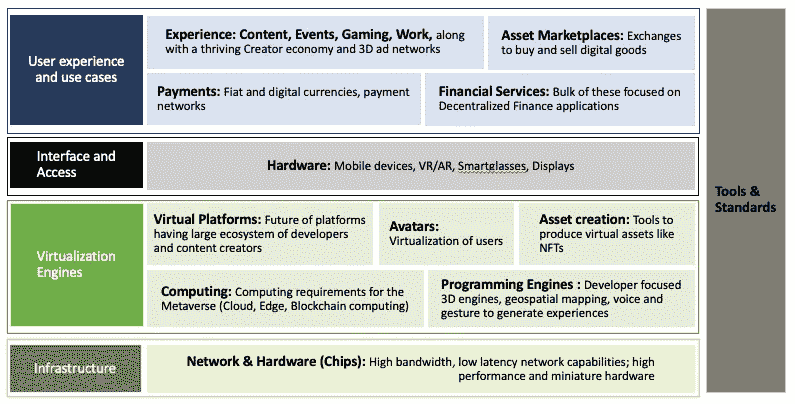 User experience
and use cases
Experience: Content, Events, Gaming, Work, along
with a thriving Creator economy and 3D ad networks
Asset Marketplaces: Exchanges
to buy and sell digital goods
Payments: Fiat and digital currencies, payment
networks
Financial Services: Bulk of these focused on
Decentralized Finance applications
Interface and
Access
Hardware: Mobile devices, VR/AR, Smartglasses, Displays
Virtualization
Engines
Virtual Platforms: Future of platforms
having large ecosystem of developers
and content creators
Avatars:
Virtualization of users
Asset creation: Tools to
produce virtual assets like
NFTs
Computing: Computing requirements for the
Metaverse (Cloud, Edge, Blockchain computing)
Programming Engines : Developer focused
3D engines, geospatial mapping, voice and
gesture to generate experiences
Infrastructure
Network & Hardware (Chips): High bandwidth, low latency network capabilities; high
performance and miniature hardware
Tools &
Standards